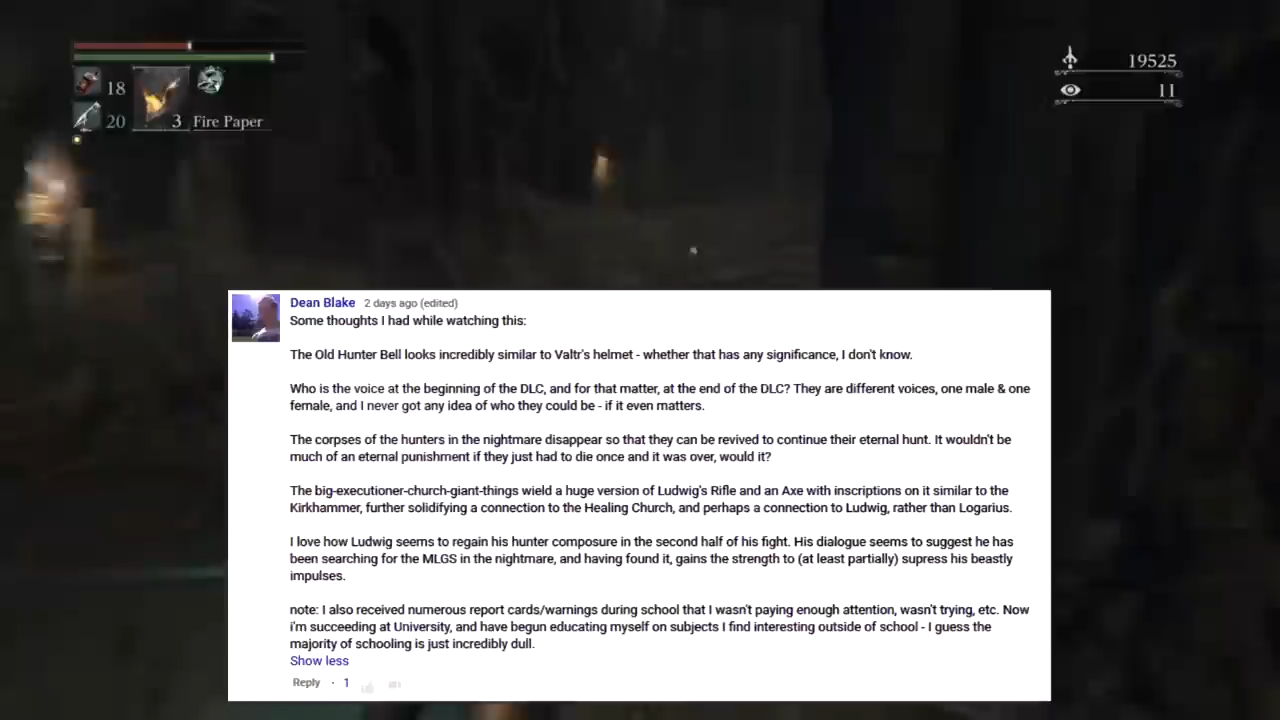 19525
18
11
20
3 Fire Paper
Dean Blake 2 days ago (edited)
Some thoughts I had while watching this:
The Old Hunter Bell looks incredibly similar to Valtr's helmet - whether that has any significance, I don't know.
Who is the voice at the beginning of the DLC, and for that matter, at the end of the DLC? They are different voices, one male & one
female, and I never got any idea of who they could be - if it even matters.
The corpses of the hunters in the nightmare disappear so that they can be revived to continue their eternal hunt. It wouldn't be
much of an eternal punishment if they just had to die once and it was over, would it?
The big-executioner-church-giant-things wield a huge version of Ludwig's Rifle and an Axe with inscriptions on it similar to the
Kirkhammer, further solidifying a connection to the Healing Church, and perhaps a connection to Ludwig, rather than Logarius.
I love how Ludwig seems to regain his hunter composure in the second half of his fight. His dialogue seems to suggest he has
been searching for the MLGS in the nightmare, and having found it, gains the strength to (at least partially) supress his beastly
impulses.
note: I also received numerous report cards/warnings during school that I wasn't paying enough attention, wasn't trying, etc. Now
i'm succeeding at University, and have begun educating myself on subjects I find interesting outside of school - I guess the
majority of schooling is just incredibly dull.
Show less
Reply · 1